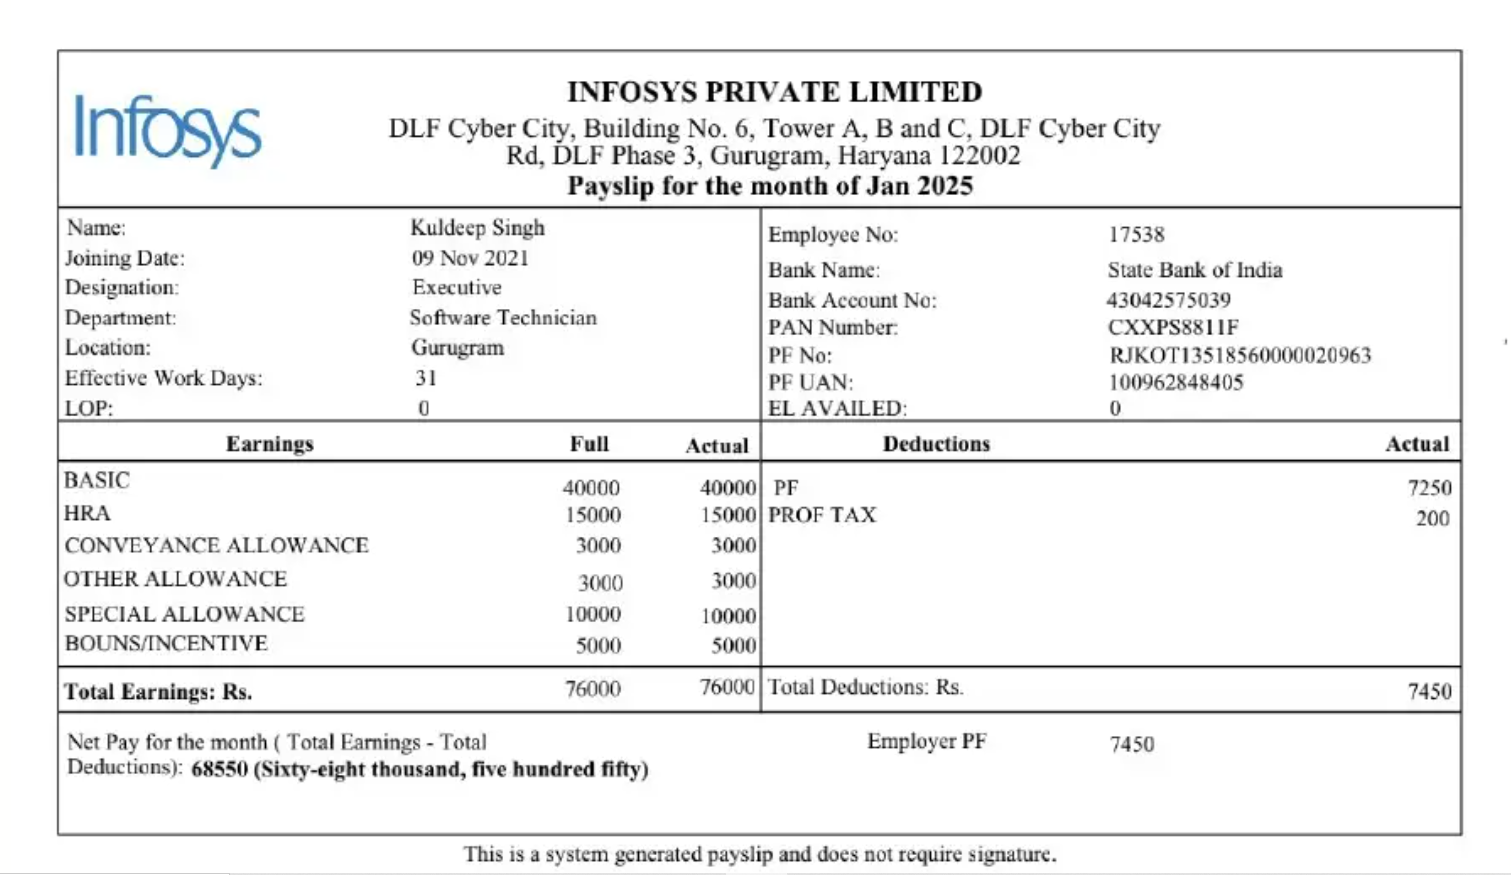 Infosys
INFOSYS PRIVATE LIMITED
DLF Cyber City, Building No. 6, Tower A, B and C, DLF Cyber City
Rd, DLF Phase 3, Gurugram, Haryana 122002
Payslip for the month of Jan 2025
Name: Kuldeep Singh
Joining Date: 09 Nov 2021
Designation: Executive
Department: Software Technician
Location: Gurugram
Effective Work Days: 31
LOP: 0
Employee No: 17538
Bank Name: State Bank of India
Bank Account No: 43042575039
PAN Number: CXXPS8811F
PF No: RJKOT13518560000020963
PF UAN: 100962848405
EL AVAILED: 0
Earnings Full Actual
BASIC 40000 40000
HRA 15000 15000
CONVEYANCE ALLOWANCE 3000 3000
OTHER ALLOWANCE 3000 3000
SPECIAL ALLOWANCE 10000 10000
BOUNS/INCENTIVE 5000 5000
Total Earnings: Rs. 76000 76000
Deductions Actual
PF 7250
PROF TAX 200
Total Deductions: Rs. 7450
Net Pay for the month ( Total Earnings - Total
Deductions): 68550 (Sixty-eight thousand, five hundred fifty)
Employer PF 7450
This is a system generated payslip and does not require signature.